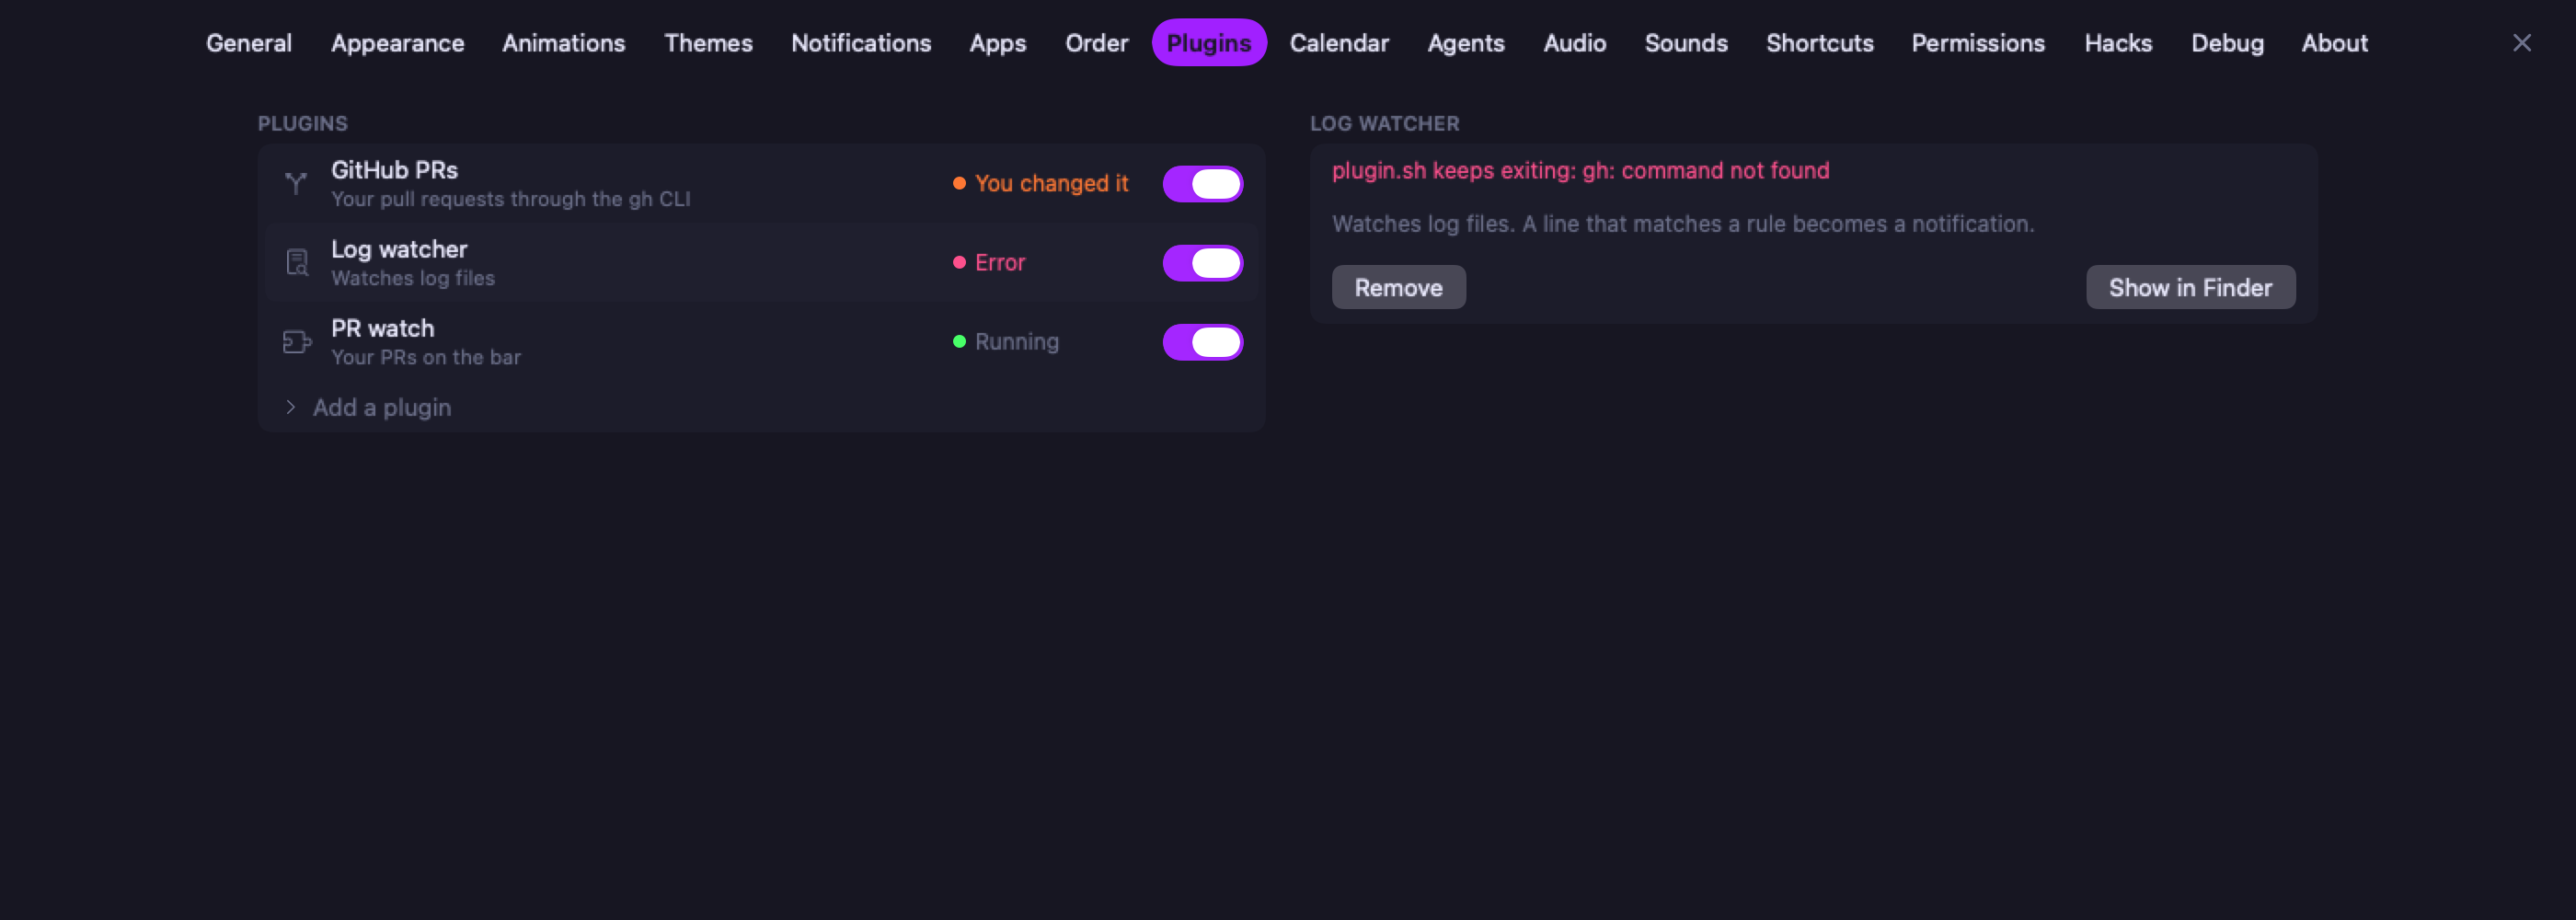 General Appearance Animations Themes Notifications Apps Order Plugins Calendar Agents Audio Sounds Shortcuts Permissions Hacks Debug About
PLUGINS
GitHub PRs
Your pull requests through the gh CLI
You changed it
Log watcher
Watches log files
Error
PR watch
Your PRs on the bar
Running
Add a plugin
LOG WATCHER
plugin.sh keeps exiting: gh: command not found
Watches log files. A line that matches a rule becomes a notification.
Remove
Show in Finder